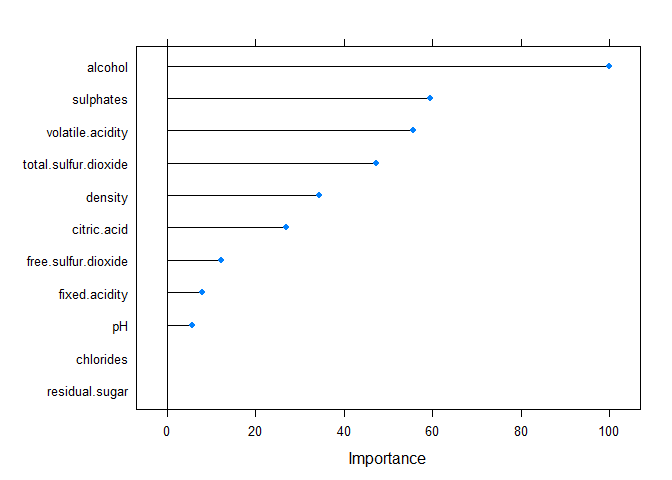 alcohol
sulphates
volatile.acidity
total.sulfur.dioxide
density
citric.acid
free.sulfur.dioxide
fixed.acidity
pH
chlorides
residual.sugar
0 20 40 60 80 100
Importance